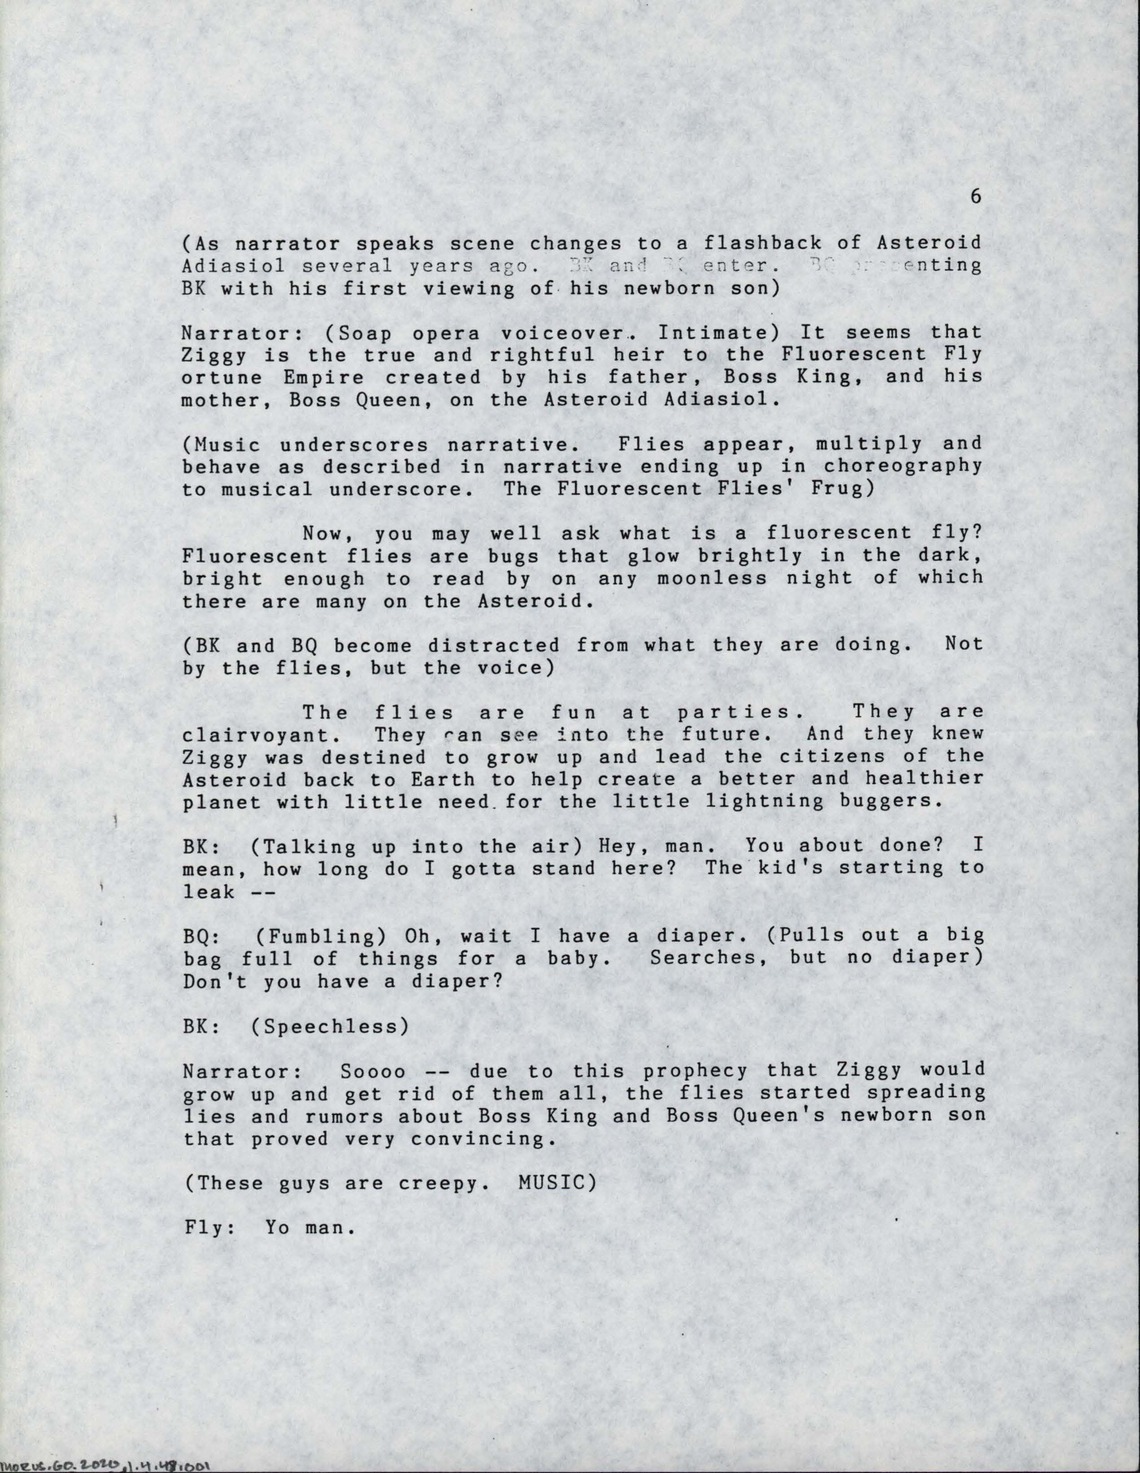 6
(As narrator speaks scene changes to a flashback of Asteroid
Adiasiol several years ago. BK and enter. BQ presenting
BK with his first viewing of his newborn son)
Narrator: (Soap opera voiceover. Intimate) It seems that
Ziggy is the true and rightful heir to the Fluorescent Fly
ortune Empire created by his father, Boss King, and his
mother, Boss Queen, on the Asteroid Adiasiol.
(Music underscores narrative. Flies appear, multiply and
behave as described in narrative ending up in choreography
to musical underscore. The Fluorescent Flies' Frug)
Now, you may well ask what is a fluorescent fly?
Fluorescent flies are bugs that glow brightly in the dark,
bright enough to read by on any moonless night of which
there are many on the Asteroid.
(BK and BQ become distracted from what they are doing. Not
by the flies, but the voice)
The flies are fun at parties. They are
clairvoyant. They can see into the future. And they knew
Ziggy was destined to grow up and lead the citizens of the
Asteroid back to Earth to help create a better and healthier
planet with little need for the little lightning buggers.
BK: (Talking up into the air) Hey, man. You about done? I
mean, how long do I gotta stand here? The kid's starting to
leak --
BQ: (Fumbling) Oh, wait I have a diaper. (Pulls out a big
bag full of things for a baby. Searches, but no diaper)
Don't you have a diaper?
BK: (Speechless)
Narrator: Soooo -- due to this prophecy that Ziggy would
grow up and get rid of them all, the flies started spreading
lies and rumors about Boss King and Boss Queen's newborn son
that proved very convincing.
(These guys are creepy. MUSIC)
Fly: Yo man.
MORUS.GO.2020.1.4.48.001